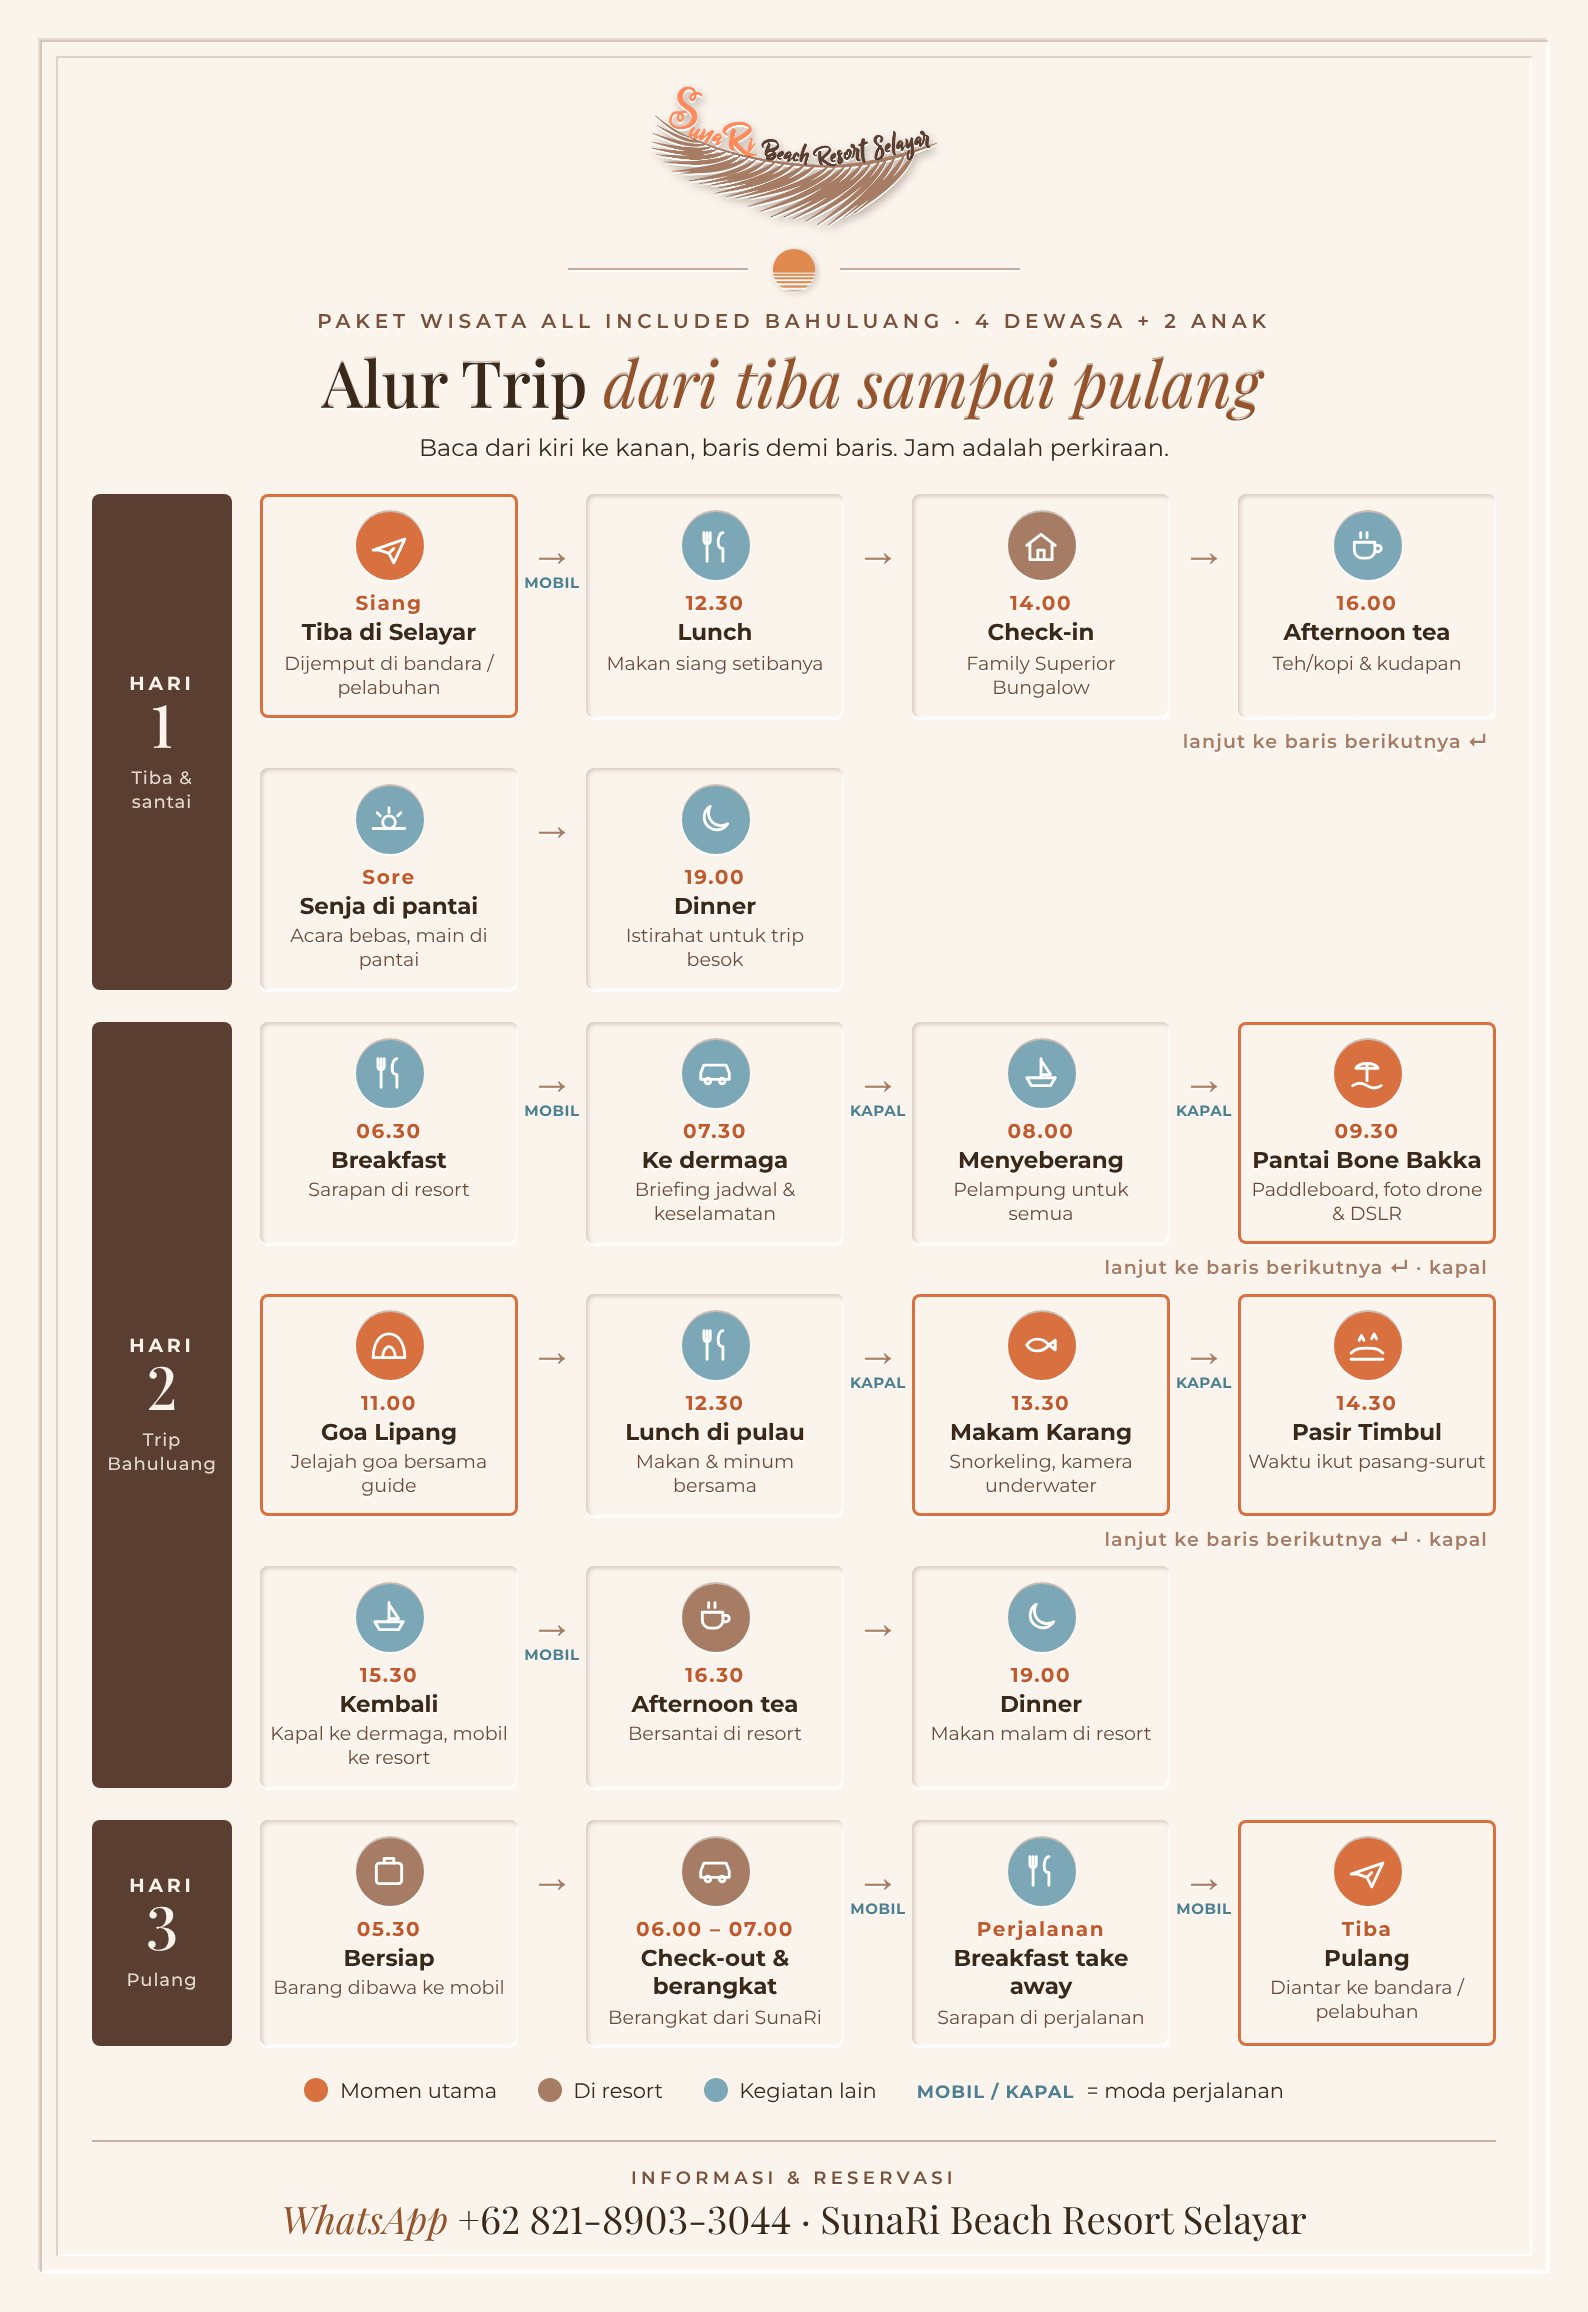 SunaRi Beach Resort Selayar
PAKET WISATA ALL INCLUDED BAHULUANG · 4 DEWASA + 2 ANAK
Alur Trip dari tiba sampai pulang
Baca dari kiri ke kanan, baris demi baris. Jam adalah perkiraan.
HARI
1
Tiba &
santai
Siang
Tiba di Selayar
Dijemput di bandara /
pelabuhan
→
MOBIL
12.30
Lunch
Makan siang setibanya
→
14.00
Check-in
Family Superior
Bungalow
→
16.00
Afternoon tea
Teh/kopi & kudapan
lanjut ke baris berikutnya ↵
Sore
Senja di pantai
Acara bebas, main di
pantai
→
19.00
Dinner
Istirahat untuk trip
besok
HARI
2
Trip
Bahuluang
06.30
Breakfast
Sarapan di resort
→
MOBIL
07.30
Ke dermaga
Briefing jadwal &
keselamatan
→
KAPAL
08.00
Menyeberang
Pelampung untuk
semua
→
KAPAL
09.30
Pantai Bone Bakka
Paddleboard, foto drone
& DSLR
lanjut ke baris berikutnya ↵ · kapal
11.00
Goa Lipang
Jelajah goa bersama
guide
→
12.30
Lunch di pulau
Makan & minum
bersama
→
KAPAL
13.30
Makam Karang
Snorkeling, kamera
underwater
→
KAPAL
14.30
Pasir Timbul
Waktu ikut pasang-surut
lanjut ke baris berikutnya ↵ · kapal
15.30
Kembali
Kapal ke dermaga, mobil
ke resort
→
MOBIL
16.30
Afternoon tea
Bersantai di resort
→
19.00
Dinner
Makan malam di resort
HARI
3
Pulang
05.30
Bersiap
Barang dibawa ke mobil
→
06.00 – 07.00
Check-out &
berangkat
Berangkat dari SunaRi
→
MOBIL
Perjalanan
Breakfast take
away
Sarapan di perjalanan
→
MOBIL
Tiba
Pulang
Diantar ke bandara /
pelabuhan
Momen utama
Di resort
Kegiatan lain
MOBIL / KAPAL = moda perjalanan
INFORMASI & RESERVASI
WhatsApp +62 821-8903-3044 · SunaRi Beach Resort Selayar